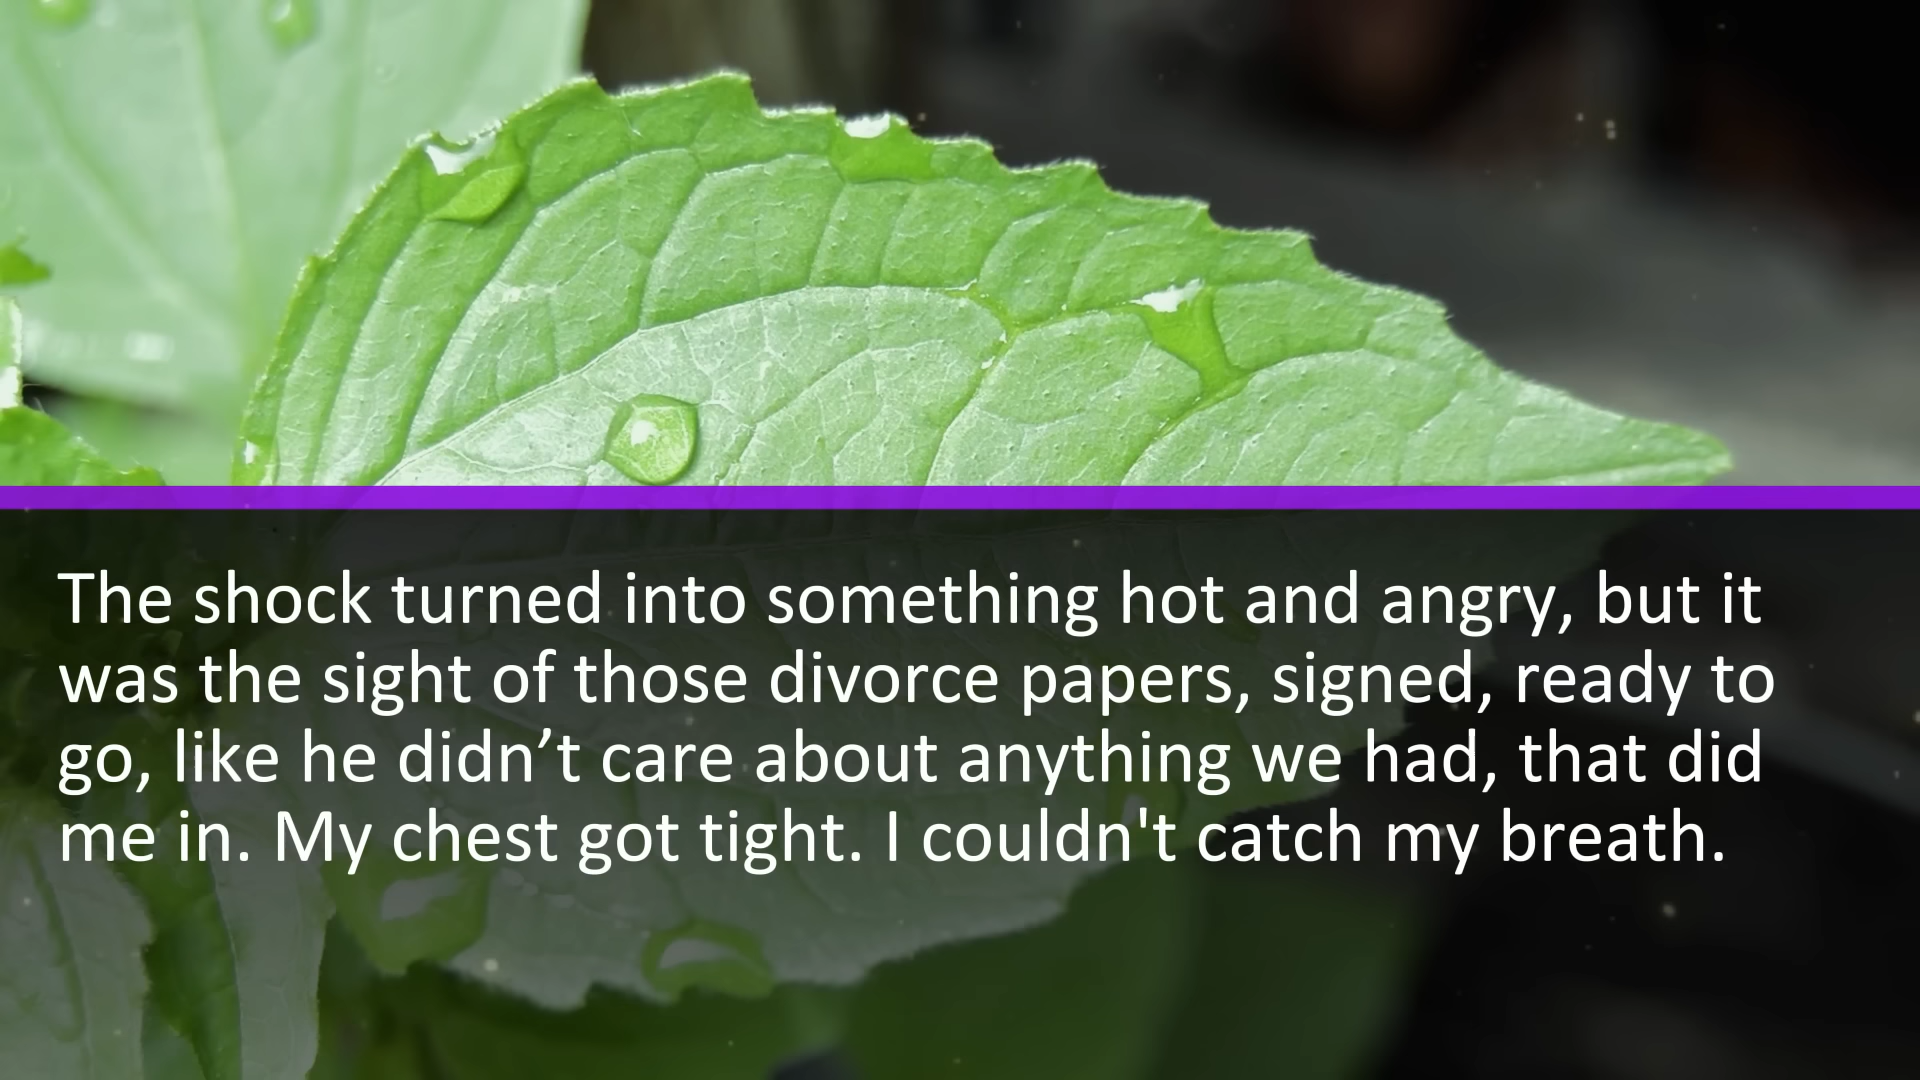 The shock turned into something hot and angry, but it
was the sight of those divorce papers, signed, ready to
go, like he didn’t care about anything we had, that did
me in. My chest got tight. I couldn't catch my breath.